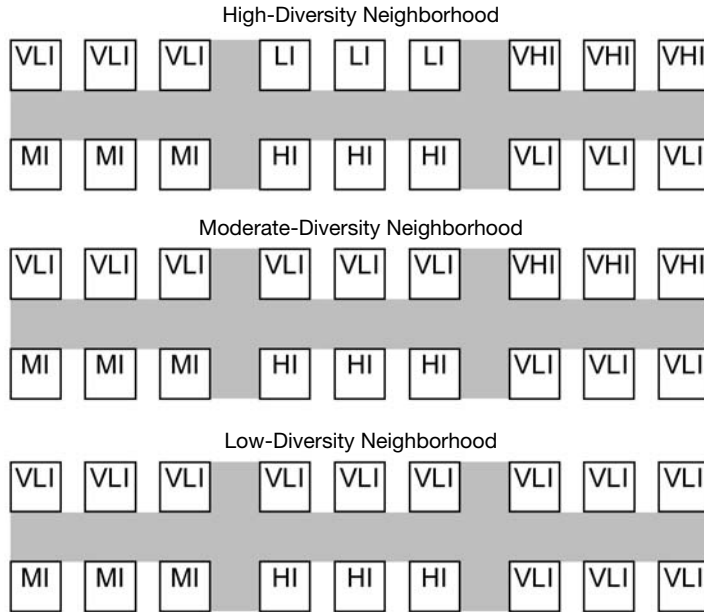 High-Diversity Neighborhood
VLI VLI VLI LI LI LI VHI VHI VHI
MI MI MI HI HI HI VLI VLI VLI
Moderate-Diversity Neighborhood
VLI VLI VLI VLI VLI VLI VHI VHI VHI
MI MI MI HI HI HI VLI VLI VLI
Low-Diversity Neighborhood
VLI VLI VLI VLI VLI VLI VLI VLI VLI
MI MI MI HI HI HI VLI VLI VLI